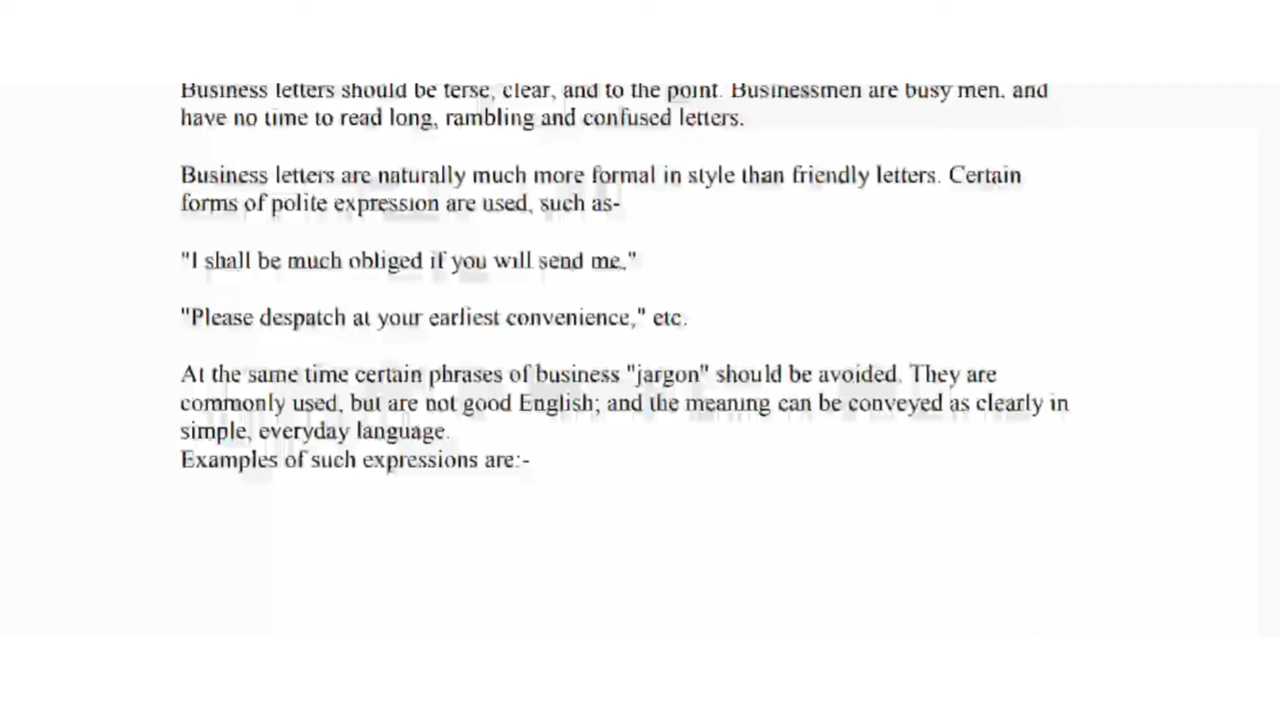 Business letters should be terse, clear, and to the point. Businessmen are busy men. and
have no time to read long, rambling and confused letters.
Business letters are naturally much more formal in style than friendly letters. Certain
forms of polite expression are used, such as-
"I shall be much obliged if you will send me."
"Please despatch at your earliest convenience," etc.
At the same time certain phrases of business "jargon" should be avoided. They are
commonly used, but are not good English; and the meaning can be conveyed as clearly in
simple, everyday language.
Examples of such expressions are:-